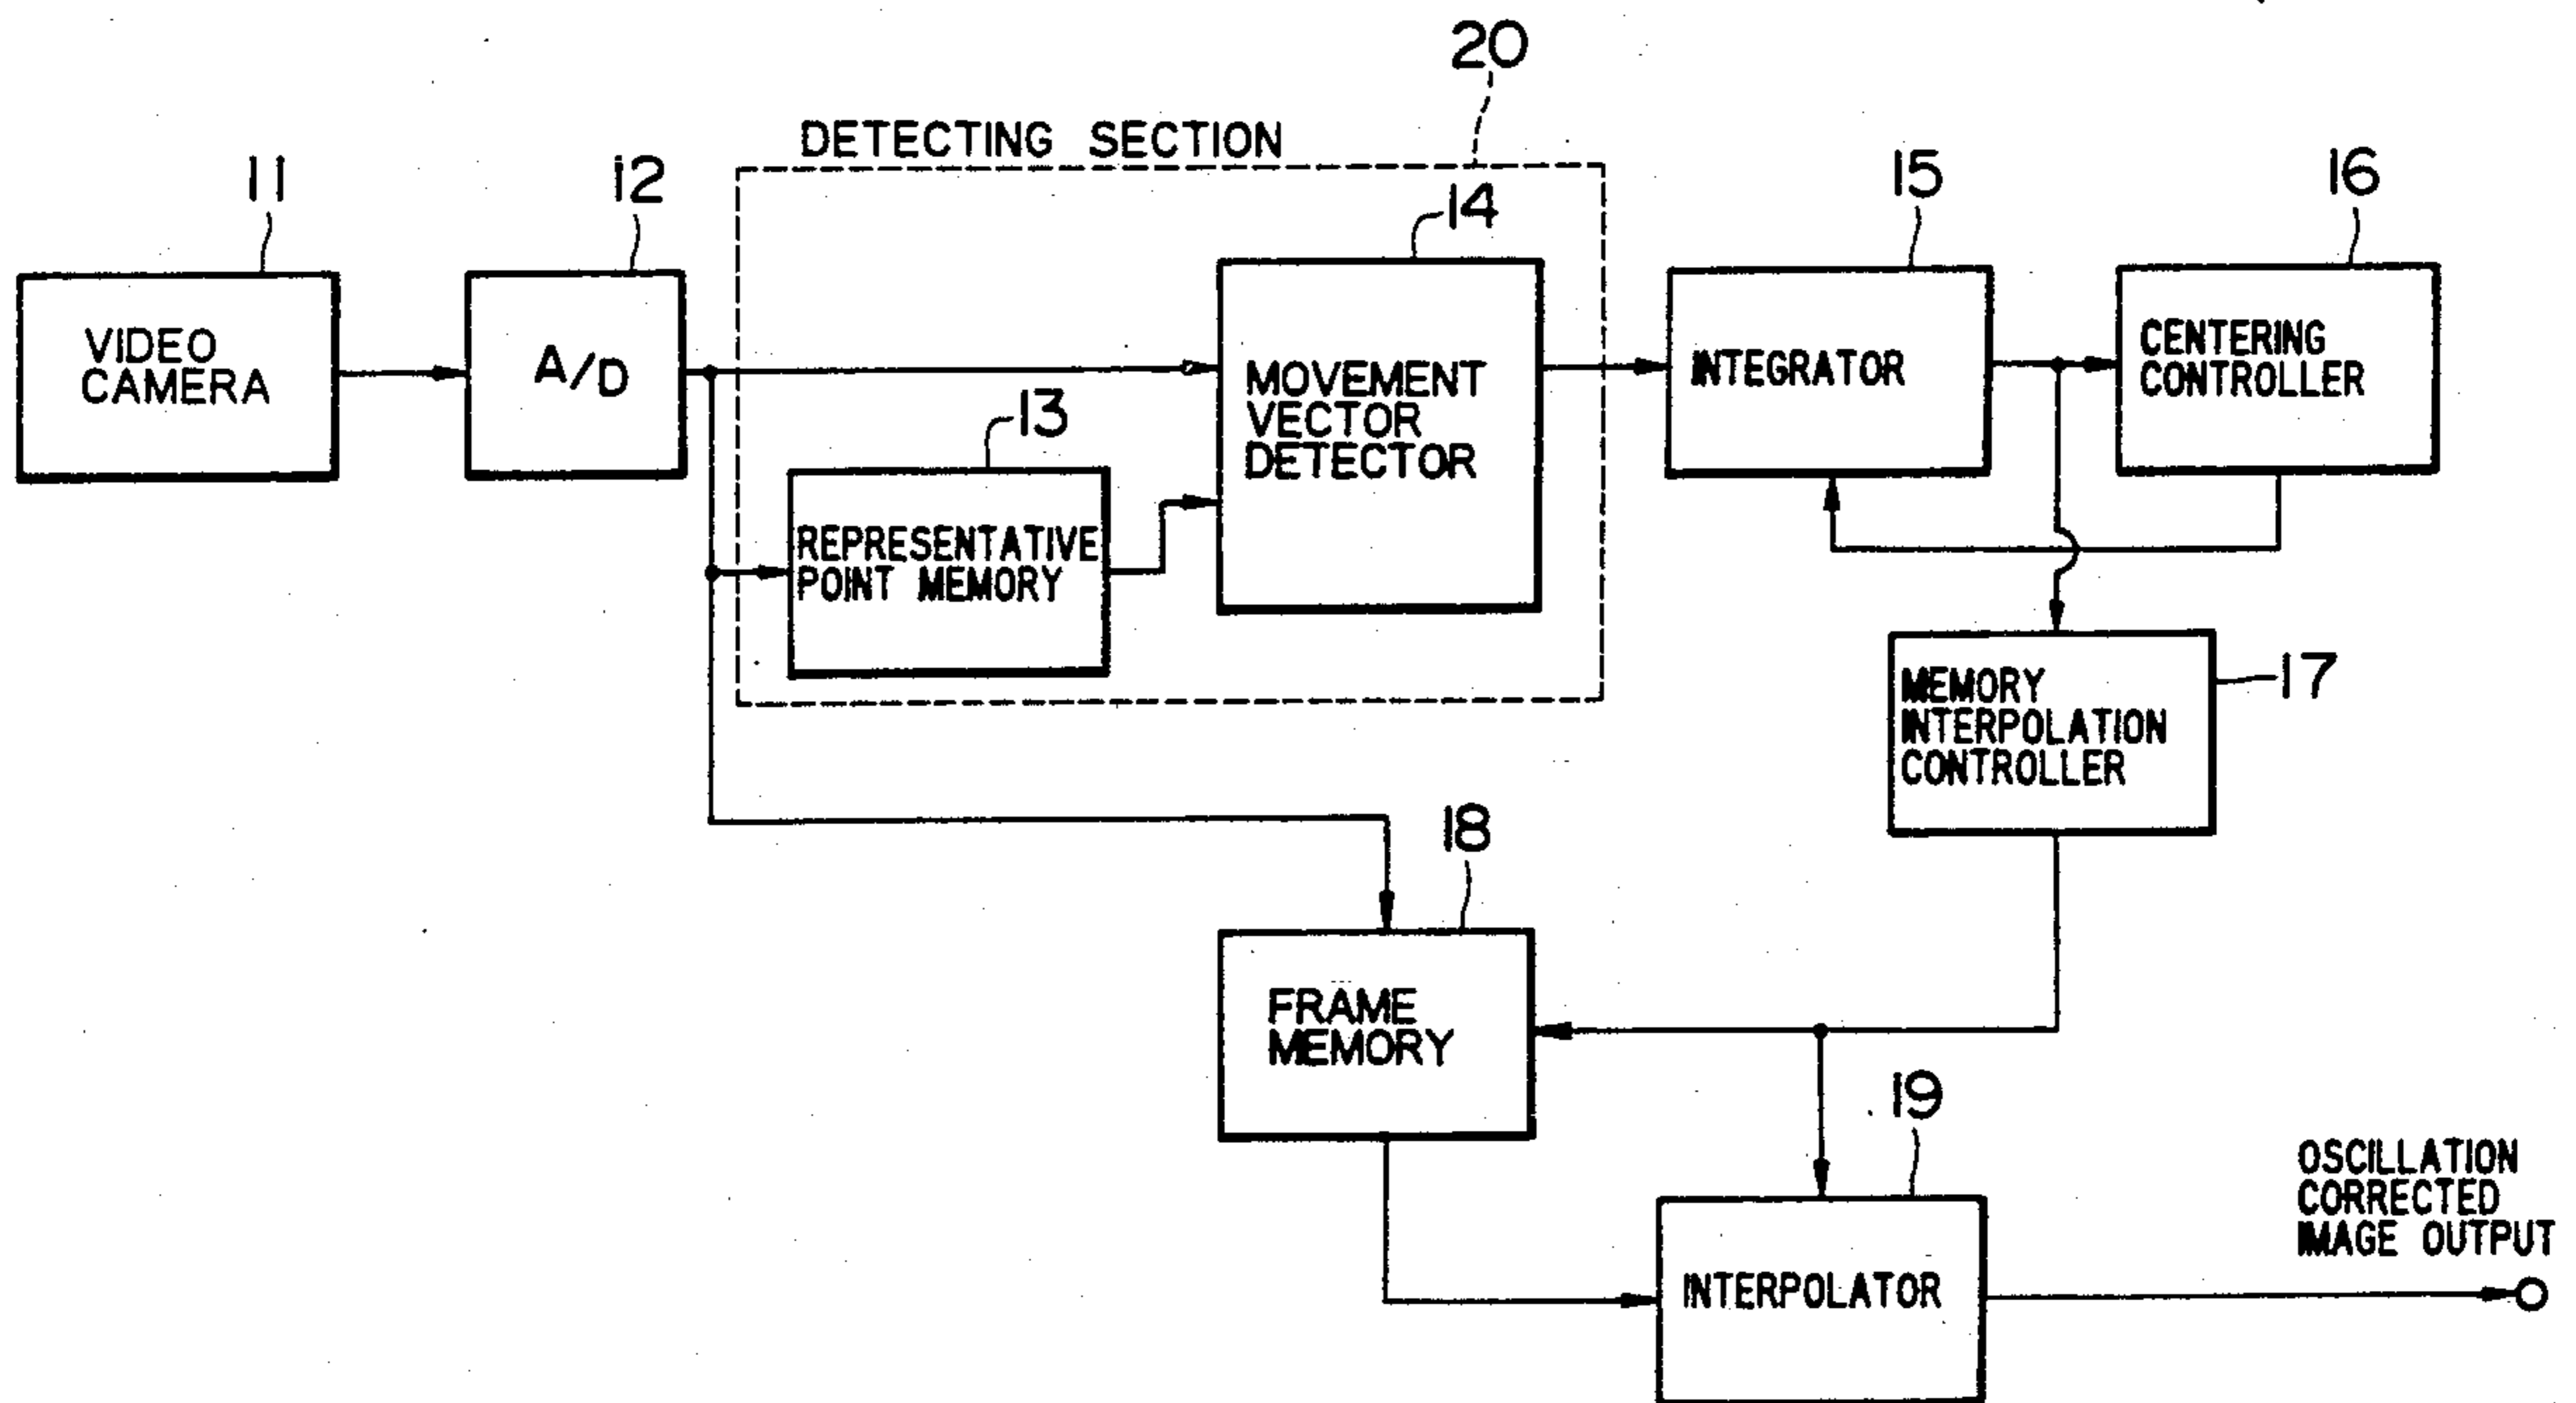 20
DETECTING SECTION
11
12
14
15
16
VIDEO
CAMERA
A/D
13
MOVEMENT
VECTOR
DETECTOR
INTEGRATOR
CENTERING
CONTROLLER
REPRESENTATIVE
POINT MEMORY
17
MEMORY
INTERPOLATION
CONTROLLER
18
FRAME
MEMORY
19
INTERPOLATOR
OSCILLATION
CORRECTED
IMAGE OUTPUT